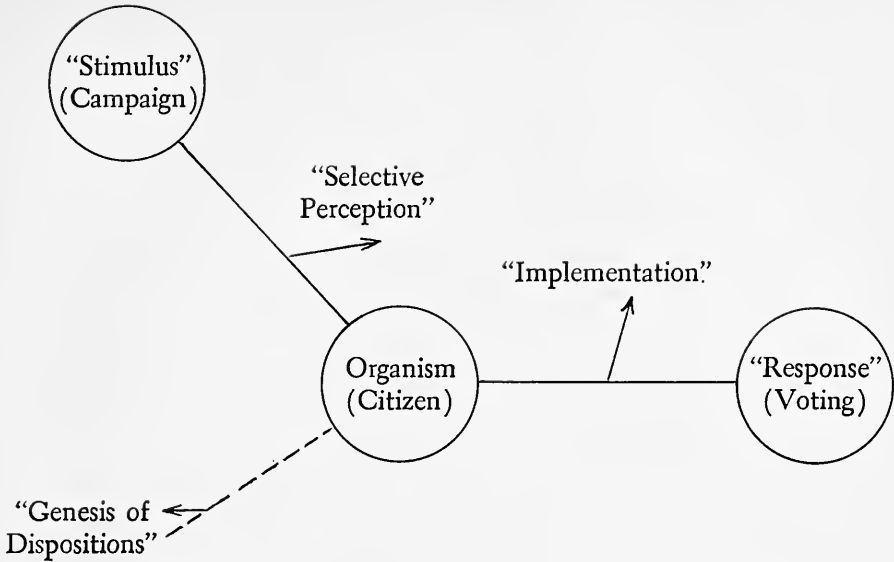 “Stimulus”
(Campaign)
“Selective
Perception”
“Implementation”
Organism
(Citizen)
“Response”
(Voting)
“Genesis of
Dispositions”